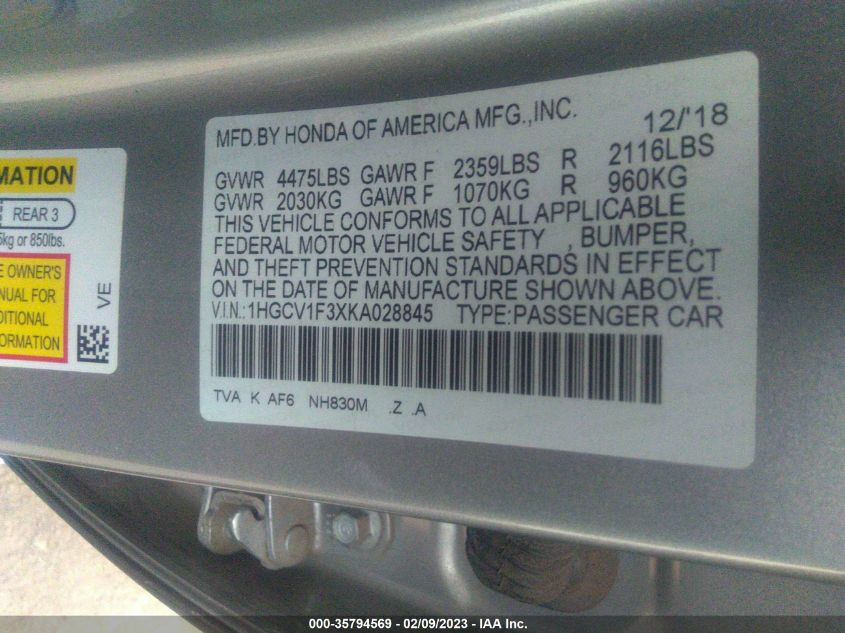 MATION
REAR 3
5kg or 850lbs.
E OWNER'S
NUAL FOR
DITIONAL
FORMATION
VE
MFD.BY HONDA OF AMERICA MFG.,INC. 12/'18
GVWR 4475LBS GAWR F 2359LBS R 2116LBS
GVWR 2030KG GAWR F 1070KG R 960KG
THIS VEHICLE CONFORMS TO ALL APPLICABLE
FEDERAL MOTOR VEHICLE SAFETY , BUMPER,
AND THEFT PREVENTION STANDARDS IN EFFECT
ON THE DATE OF MANUFACTURE SHOWN ABOVE.
V.I.N.:1HGCV1F3XKA028845 TYPE:PASSENGER CAR
TVA K AF6 NH830M .Z .A
000-35794569 - 02/09/2023 - IAA Inc.